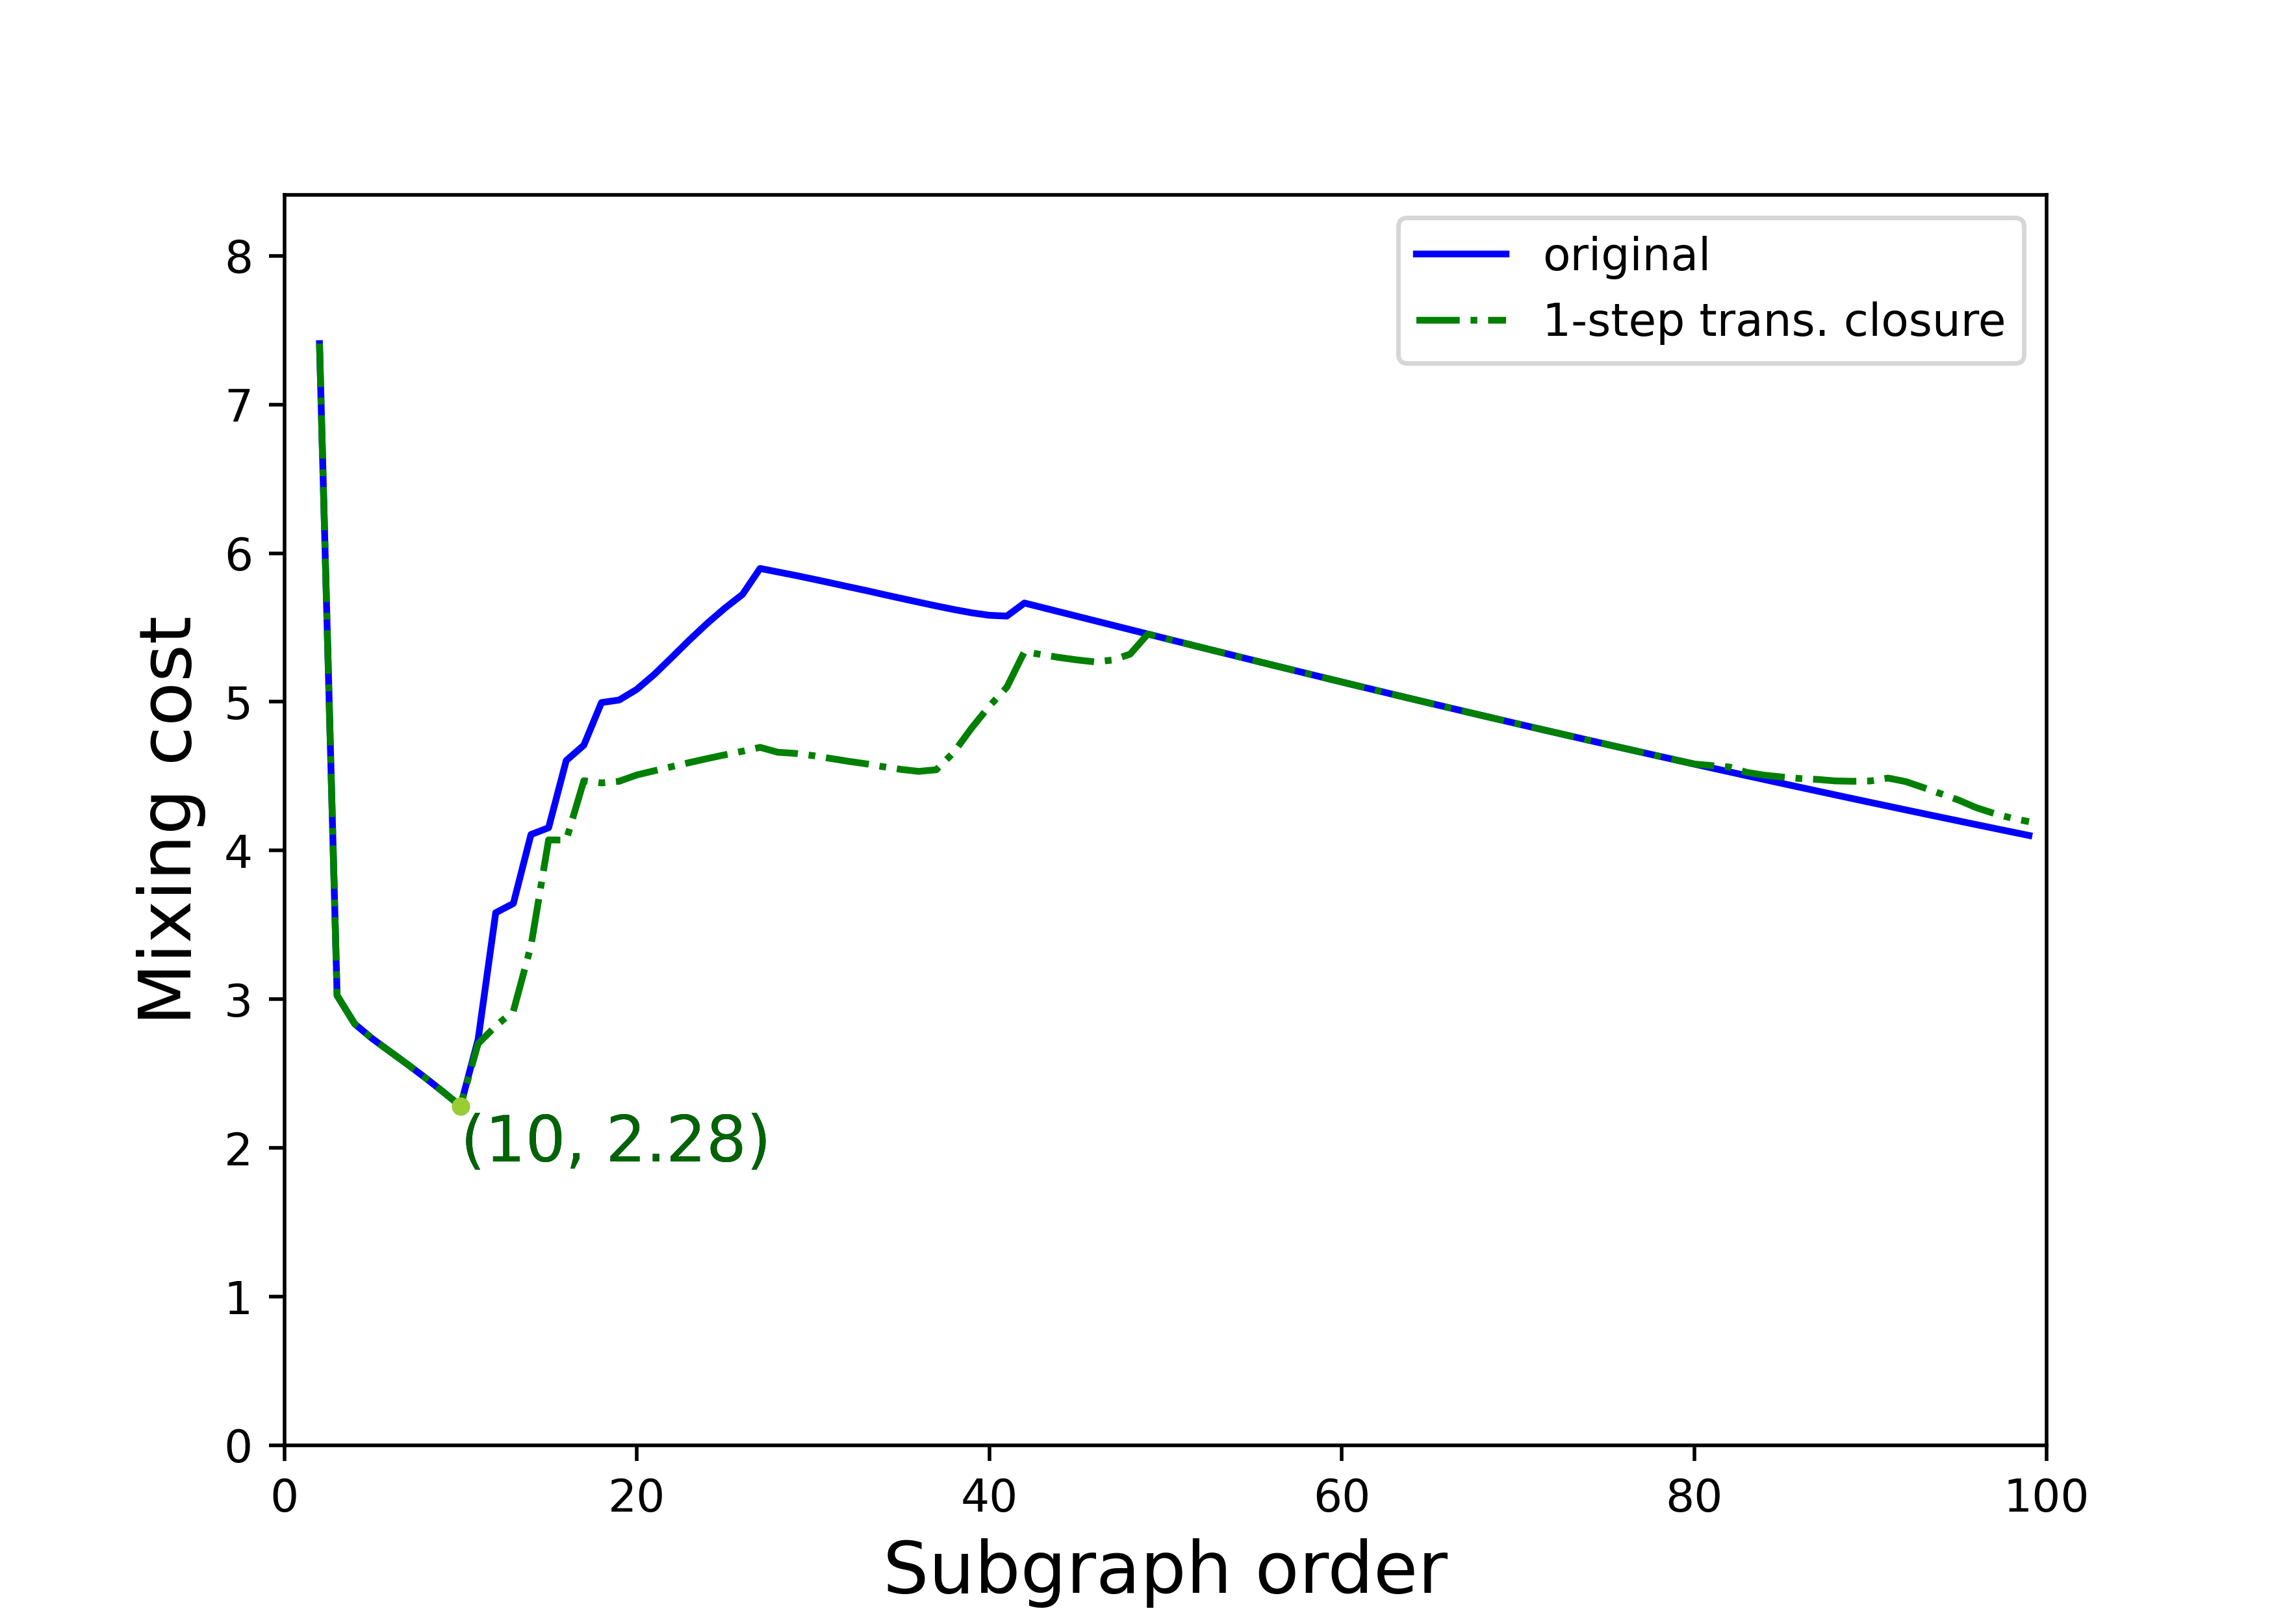 original
1-step trans. closure
8
7
6
5
4
3
2
1
0
Mixing cost
(10, 2.28)
0 20 40 60 80 100
Subgraph order